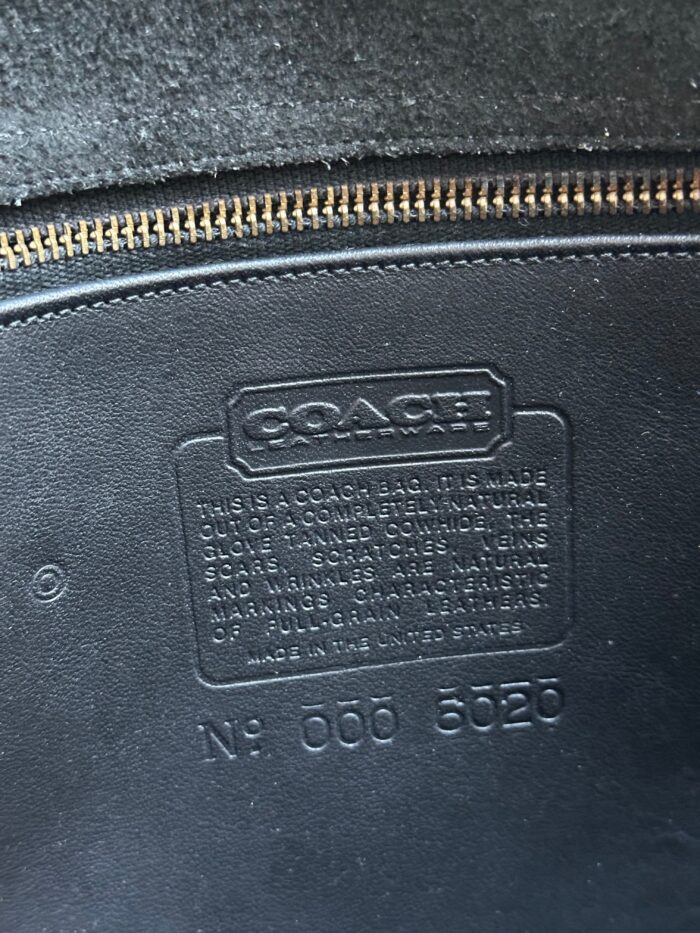 COACH
LEATHERWARE
THIS IS A COACH BAG. IT IS MADE
OUT OF A COMPLETELY NATURAL
GLOVE TANNED COWHIDE, THE
SCARS, SCRATCHES, VEINS
AND WRINKLES ARE NATURAL
MARKINGS CHARACTERISTIC
OF FULL-GRAIN LEATHERS.
MADE IN THE UNITED STATES
Nº 000 6020